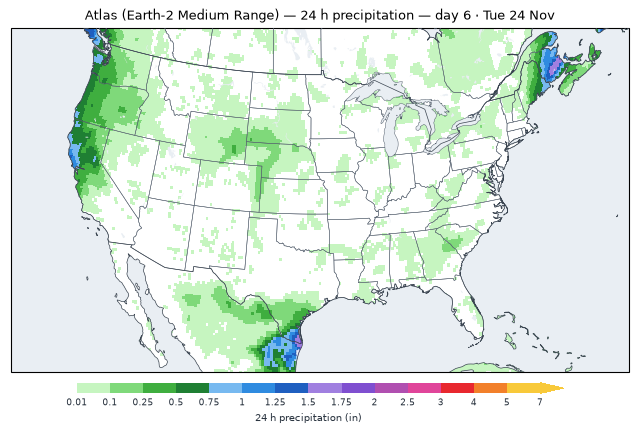 Atlas (Earth-2 Medium Range) — 24 h precipitation — day 6 · Tue 24 Nov
0.01 0.1 0.25 0.5 0.75 1 1.25 1.5 1.75 2 2.5 3 4 5 7
24 h precipitation (in)